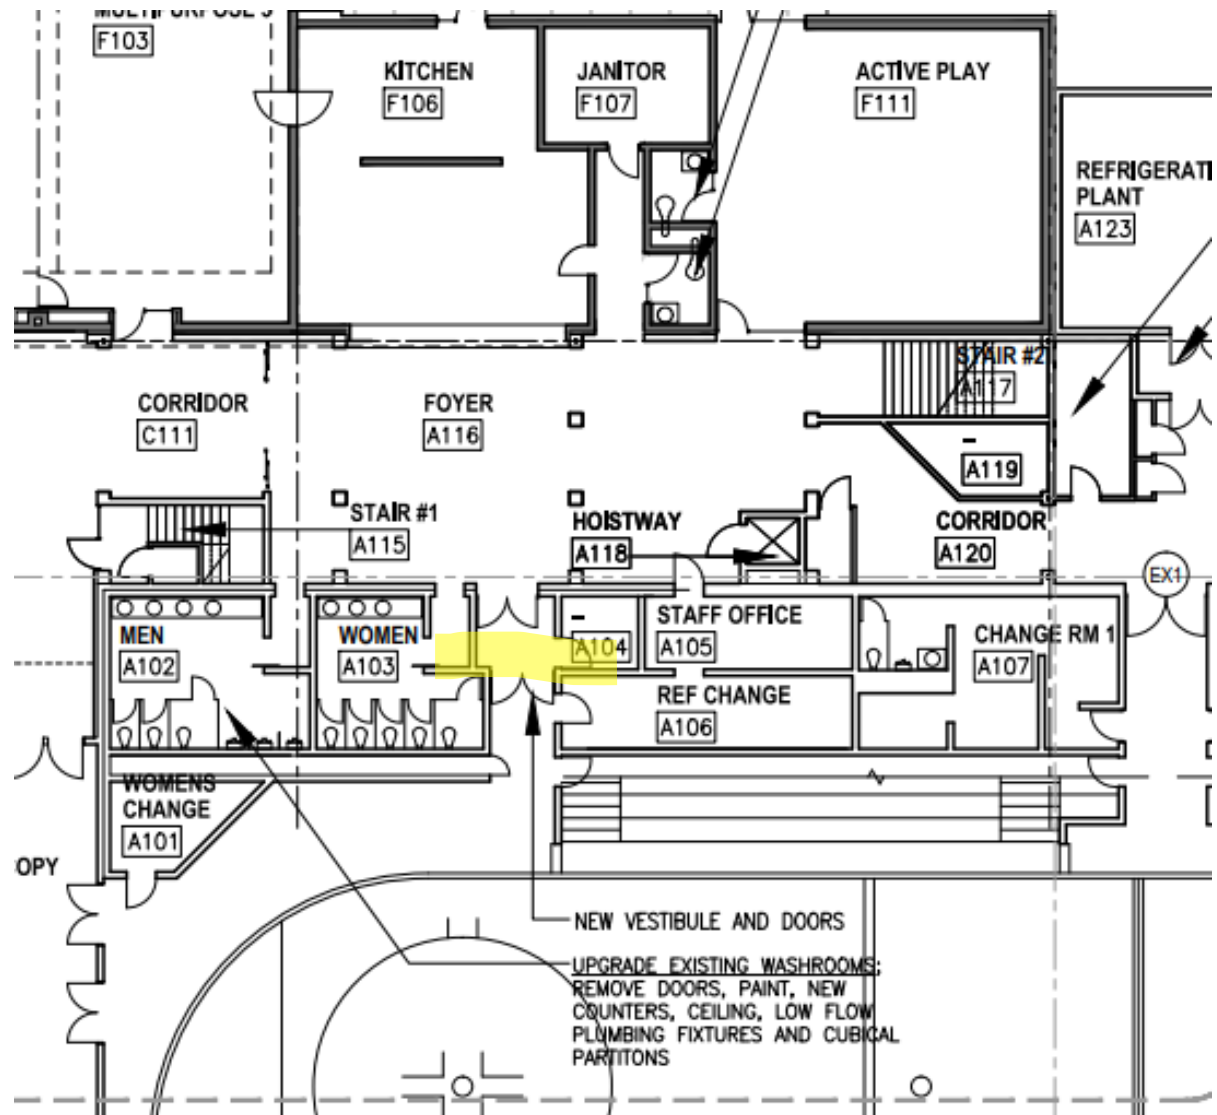 MULTIPURPOSE 3
F103
KITCHEN
F106
JANITOR
F107
ACTIVE PLAY
F111
REFRIGERATI
PLANT
A123
STAIR #2
A117
CORRIDOR
C111
FOYER
A116
-
A119
STAIR #1
A115
HOISTWAY
A118
CORRIDOR
A120
EX1
MEN
A102
WOMEN
A103
-
A104
STAFF OFFICE
A105
CHANGE RM 1
A107
REF CHANGE
A106
WOMENS
CHANGE
A101
OPY
NEW VESTIBULE AND DOORS
UPGRADE EXISTING WASHROOMS;
REMOVE DOORS, PAINT, NEW
COUNTERS, CEILING, LOW FLOW
PLUMBING FIXTURES AND CUBICAL
PARTITONS